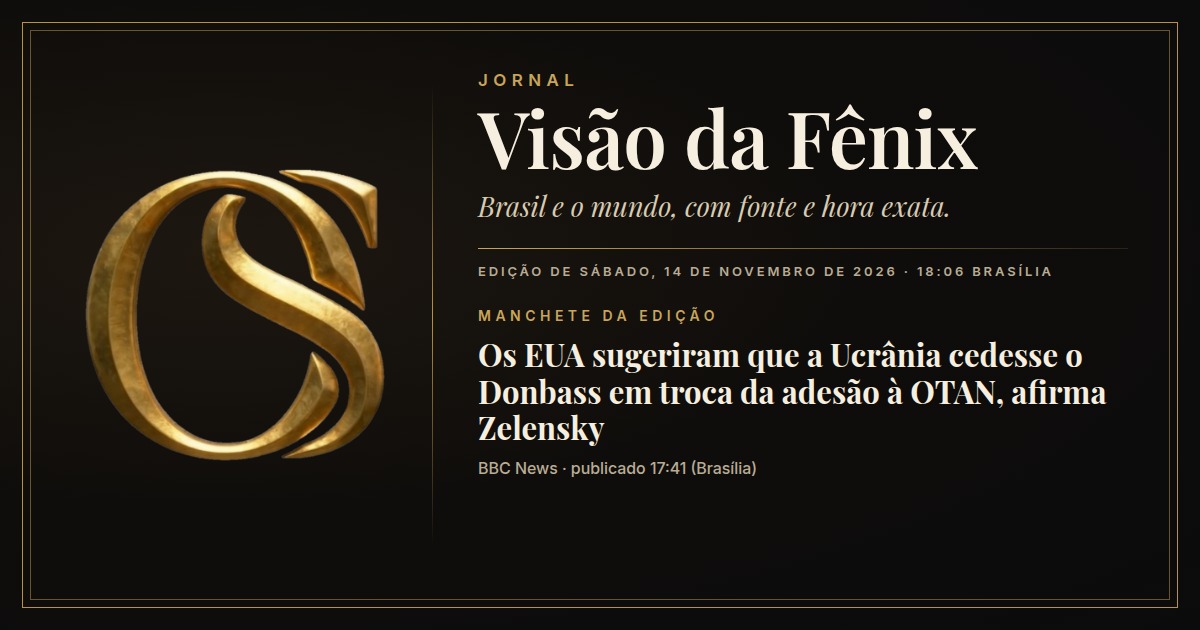 OS
JORNAL
Visão da Fênix
Brasil e o mundo, com fonte e hora exata.
EDIÇÃO DE SÁBADO, 14 DE NOVEMBRO DE 2026 · 18:06 BRASÍLIA
MANCHETE DA EDIÇÃO
Os EUA sugeriram que a Ucrânia cedesse o
Donbass em troca da adesão à OTAN, afirma
Zelensky
BBC News · publicado 17:41 (Brasília)